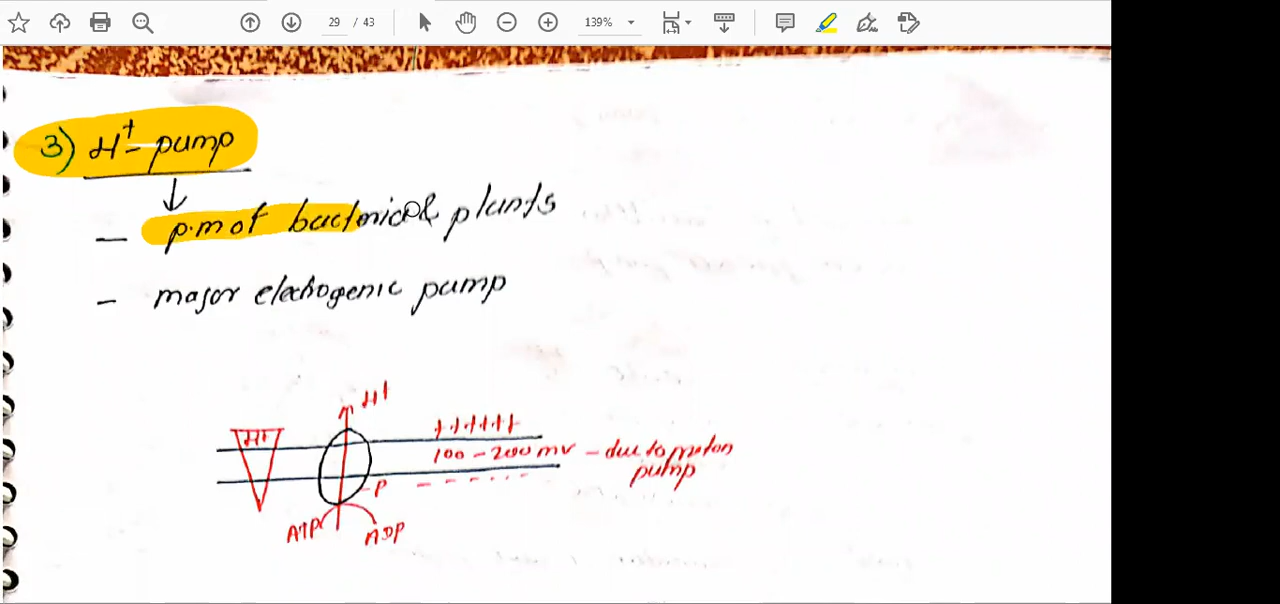 29 / 43
139%
3) H+ pump
↓
- p.m of bacterical plants
- major electrogenic pump
H+
H+
++++++
100 - 200 mv - due to proton
pump
- P
- - - - - -
ATP
ADP